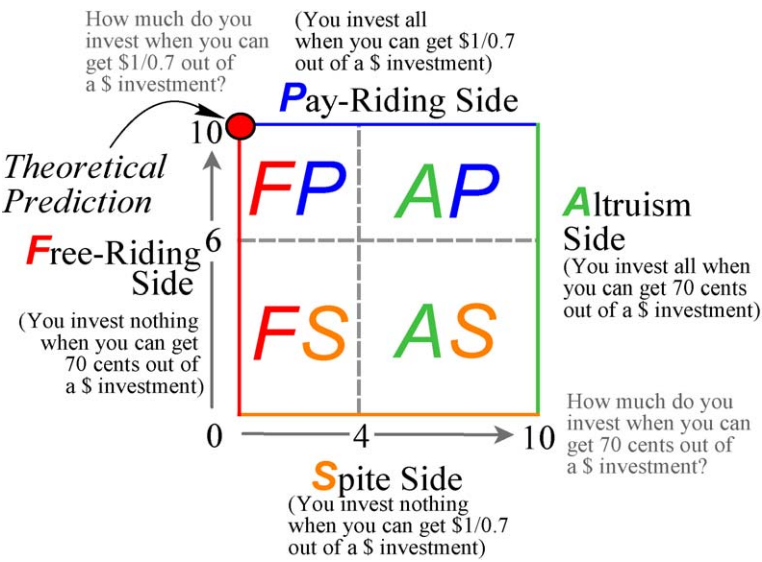 How much do you
invest when you can
get $1/0.7 out of
a $ investment?
(You invest all
when you can get $1/0.7
out of a $ investment)
Pay-Riding Side
10
Theoretical
Prediction
FP
AP
Altruism
Side
(You invest all when
you can get 70 cents
out of a $ investment)
6
Free-Riding
Side
(You invest nothing
when you can get
70 cents out of
a $ investment)
FS
AS
0
4
10
How much do you
invest when you can
get 70 cents out of
a $ investment?
Spite Side
(You invest nothing
when you can get $1/0.7
out of a $ investment)